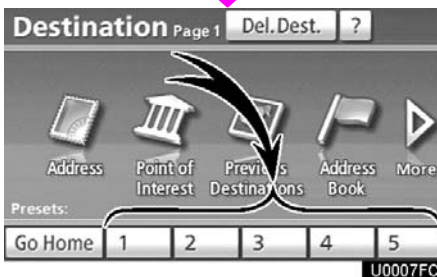 Destination Page 1 Del. Dest. ?
Address Point of Interest Previous Destinations Address Book More
Presets:
Go Home 1 2 3 4 5
U0007FC